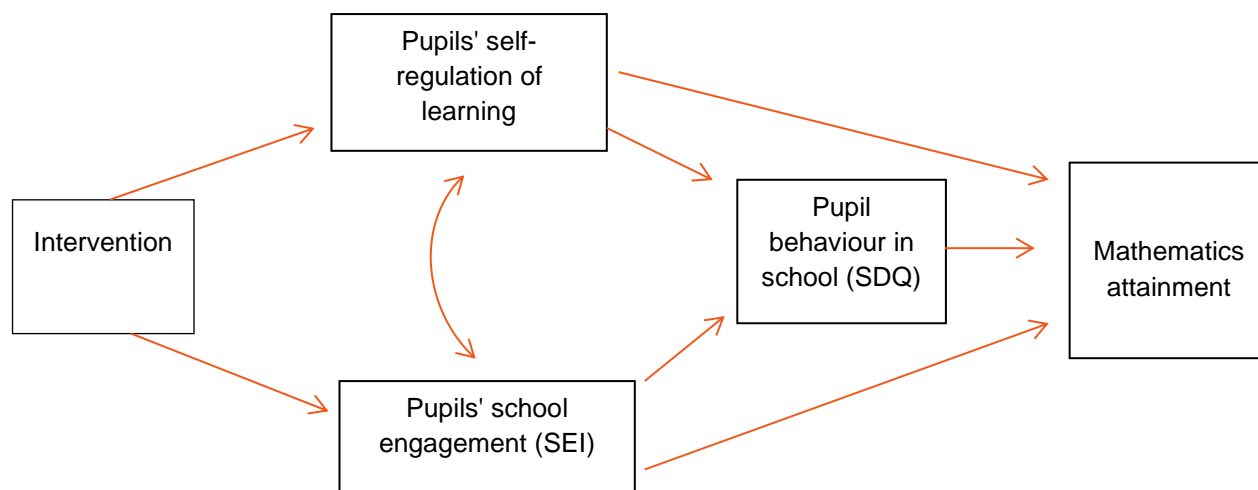 Pupils' self-
regulation of
learning
Intervention
Pupil
behaviour in
school (SDQ)
Mathematics
attainment
Pupils' school
engagement (SEI)